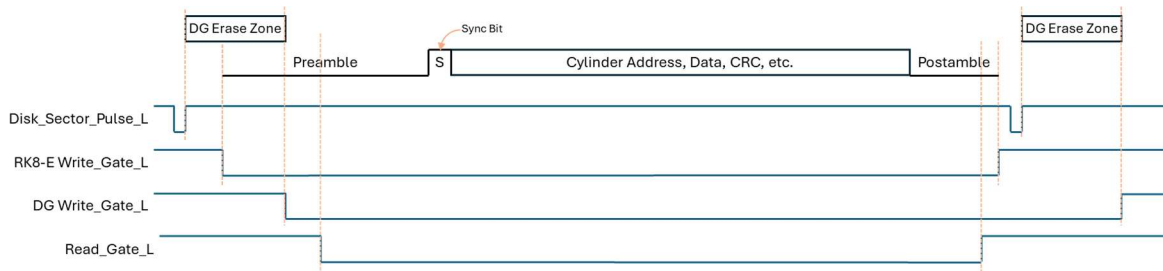 DG Erase Zone
DG Erase Zone
Sync Bit
Preamble
S
Cylinder Address, Data, CRC, etc.
Postamble
Disk_Sector_Pulse_L
RK8-E Write_Gate_L
DG Write_Gate_L
Read_Gate_L